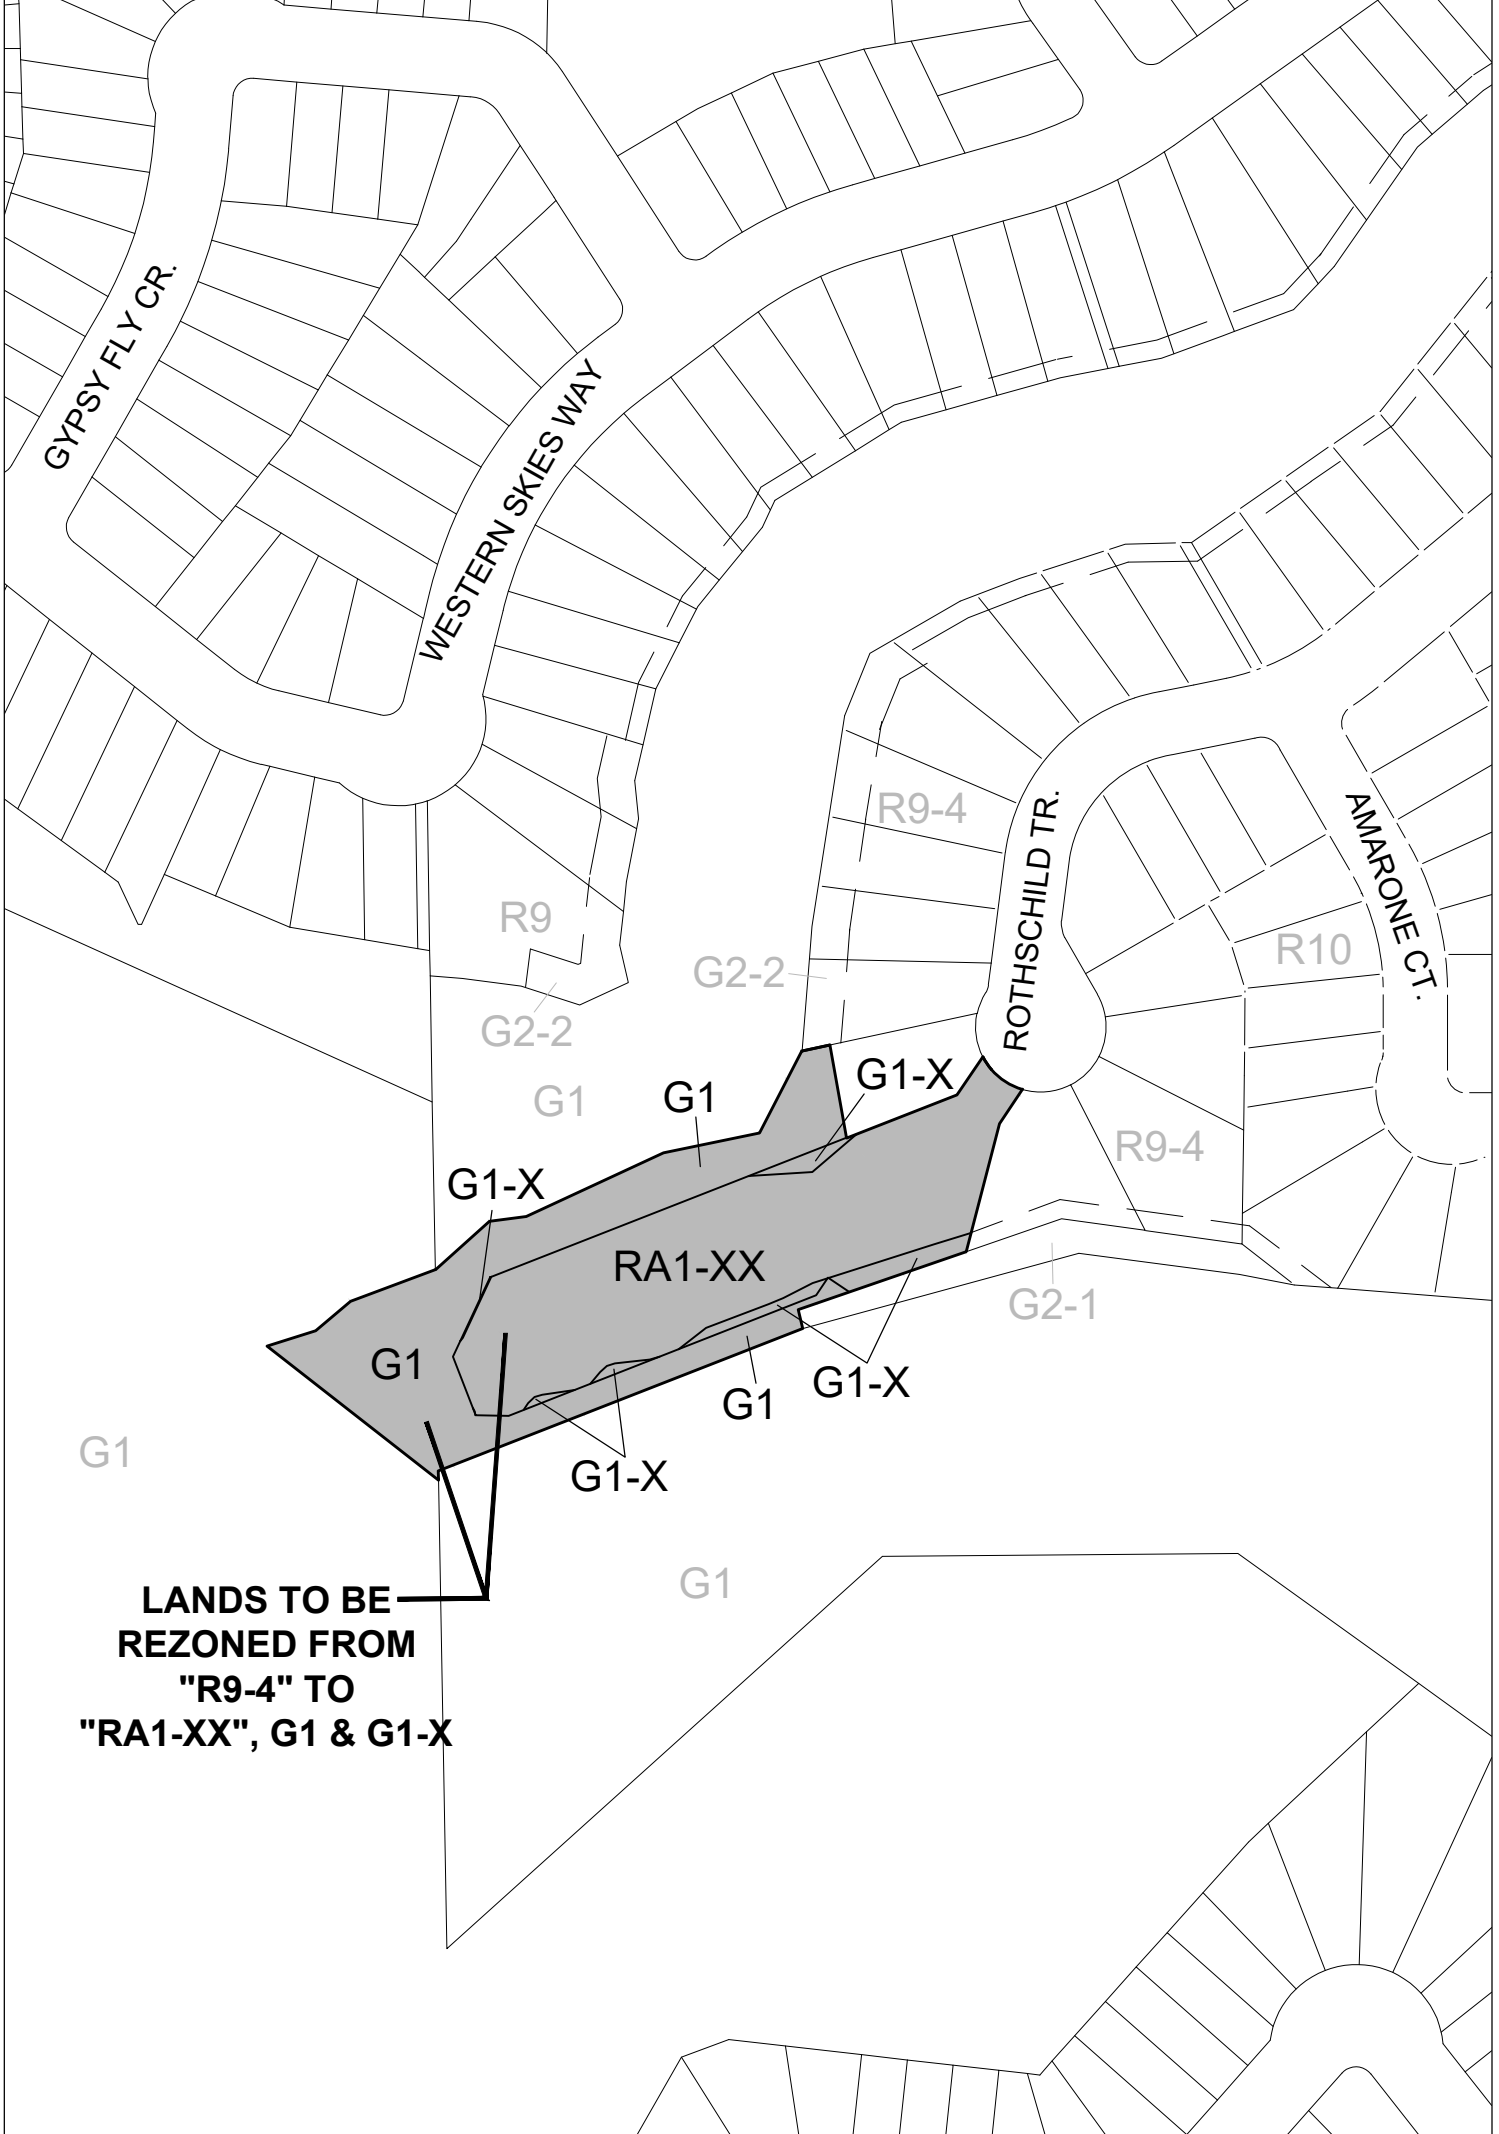 GYPSY FLY CR.
WESTERN SKIES WAY
R9-4
ROTHSCHILD TR.
AMARONE CT.
R9
R10
G2-2
G2-2
G1
G1
G1-X
R9-4
G1-X
RA1-XX
G2-1
G1
G1-X
G1
G1
G1-X
G1
LANDS TO BE
REZONED FROM
"R9-4" TO
"RA1-XX", G1 & G1-X